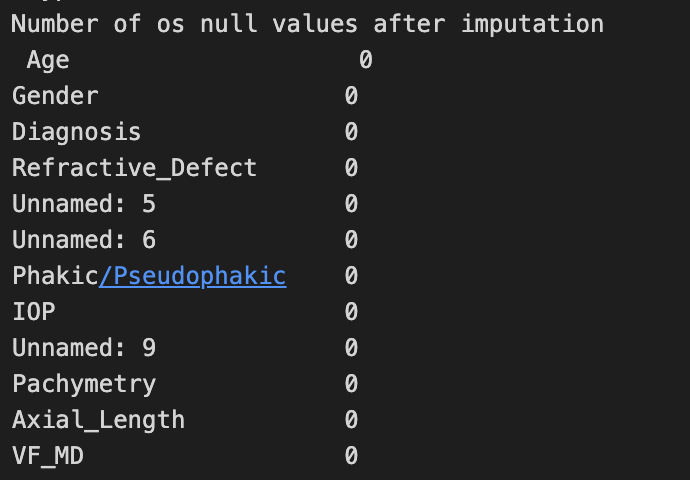 Number of os null values after imputation
Age 0
Gender 0
Diagnosis 0
Refractive_Defect 0
Unnamed: 5 0
Unnamed: 6 0
Phakic/Pseudophakic 0
IOP 0
Unnamed: 9 0
Pachymetry 0
Axial_Length 0
VF_MD 0